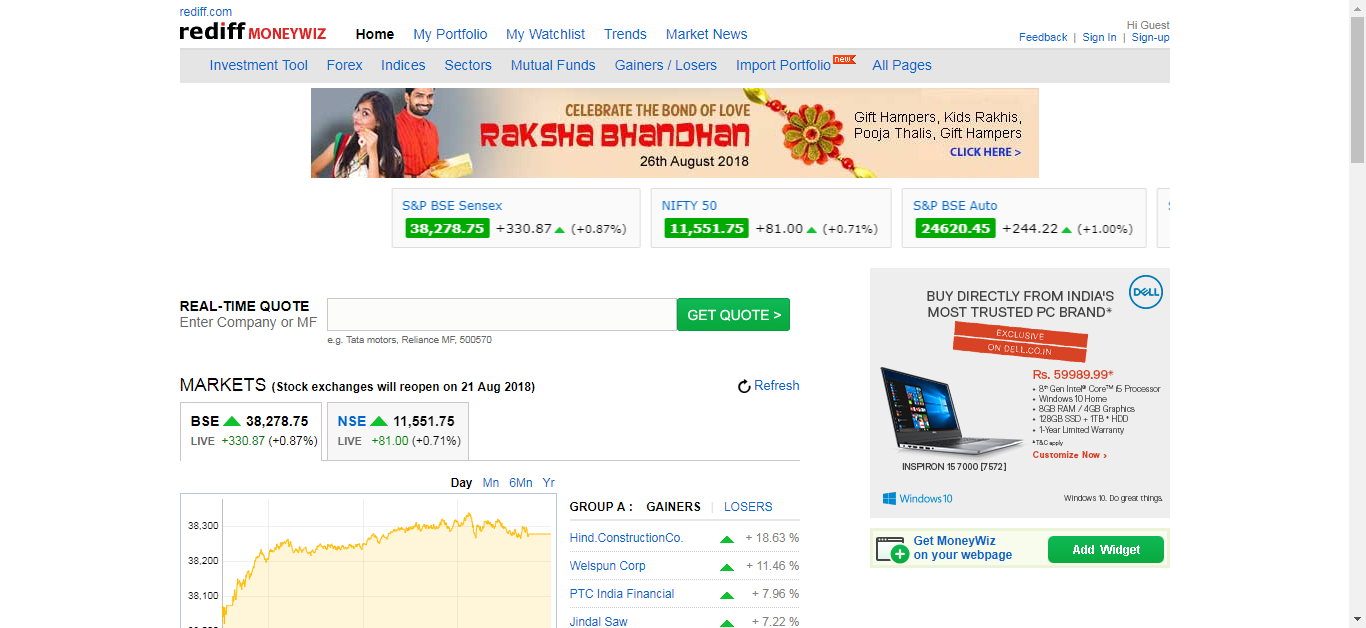 rediff.com
rediff MONEYWIZ
Home My Portfolio My Watchlist Trends Market News
Hi Guest
Feedback | Sign In | Sign-up
Investment Tool Forex Indices Sectors Mutual Funds Gainers / Losers Import Portfolio new All Pages
CELEBRATE THE BOND OF LOVE
RAKSHA BHANDHAN
26th August 2018
Gift Hampers, Kids Rakhis,
Pooja Thalis, Gift Hampers
CLICK HERE >
S&P BSE Sensex
38,278.75 +330.87 (+0.87%)
NIFTY 50
11,551.75 +81.00 (+0.71%)
S&P BSE Auto
24620.45 +244.22 (+1.00%)
REAL-TIME QUOTE
Enter Company or MF
GET QUOTE >
e.g. Tata motors, Reliance MF, 500570
MARKETS (Stock exchanges will reopen on 21 Aug 2018)
Refresh
BSE 38,278.75
LIVE +330.87 (+0.87%)
NSE 11,551.75
LIVE +81.00 (+0.71%)
Day Mn 6Mn Yr
38,300
38,200
38,100
GROUP A : GAINERS | LOSERS
Hind.ConstructionCo. + 18.63 %
Welspun Corp + 11.46 %
PTC India Financial + 7.96 %
Jindal Saw + 7.22 %
DELL
BUY DIRECTLY FROM INDIA'S
MOST TRUSTED PC BRAND*
EXCLUSIVE
ON DELL.CO.IN
Rs. 59989.99*
• 8th Gen Intel® Core™ i5 Processor
• Windows 10 Home
• 8GB RAM / 4GB Graphics
• 128GB SSD + 1TB* HDD
• 1-Year Limited Warranty
*T&C apply
Customize Now >
INSPIRON 15 7000 [7572]
Windows10
Windows 10. Do great things.
Get MoneyWiz
on your webpage
Add Widget